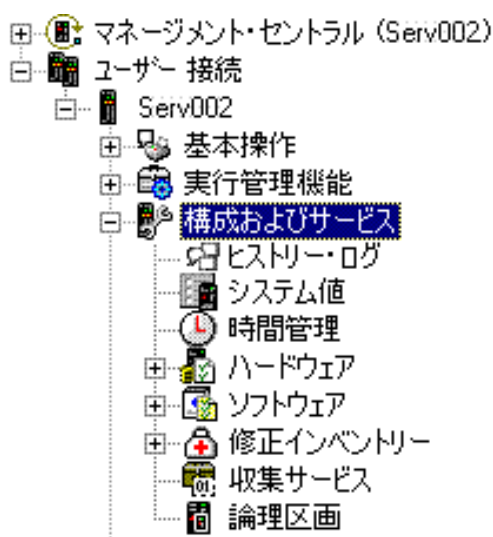 マネージメント・セントラル (Serv002)
ユーザー 接続
Serv002
基本操作
実行管理機能
構成およびサービス
ヒストリー・ログ
システム値
時間管理
ハードウェア
ソフトウェア
修正インベントリー
収集サービス
論理区画